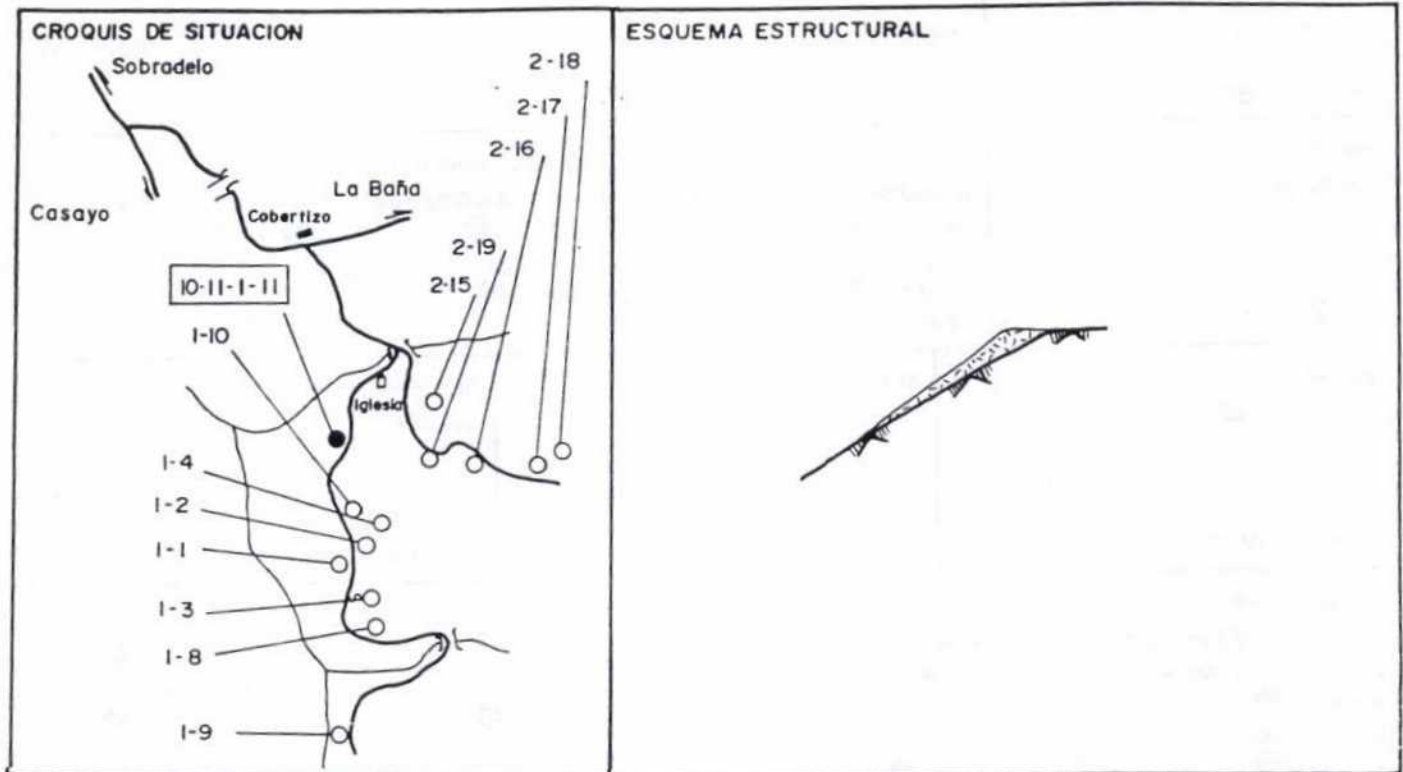 CROQUIS DE SITUACION
Sobradelo
Casayo
La Baña
Cobertizo
2-18
2-17
2-16
2-19
2-15
10-11-1-11
1-10
Iglesia
1-4
1-2
1-1
1-3
1-8
1-9
ESQUEMA ESTRUCTURAL